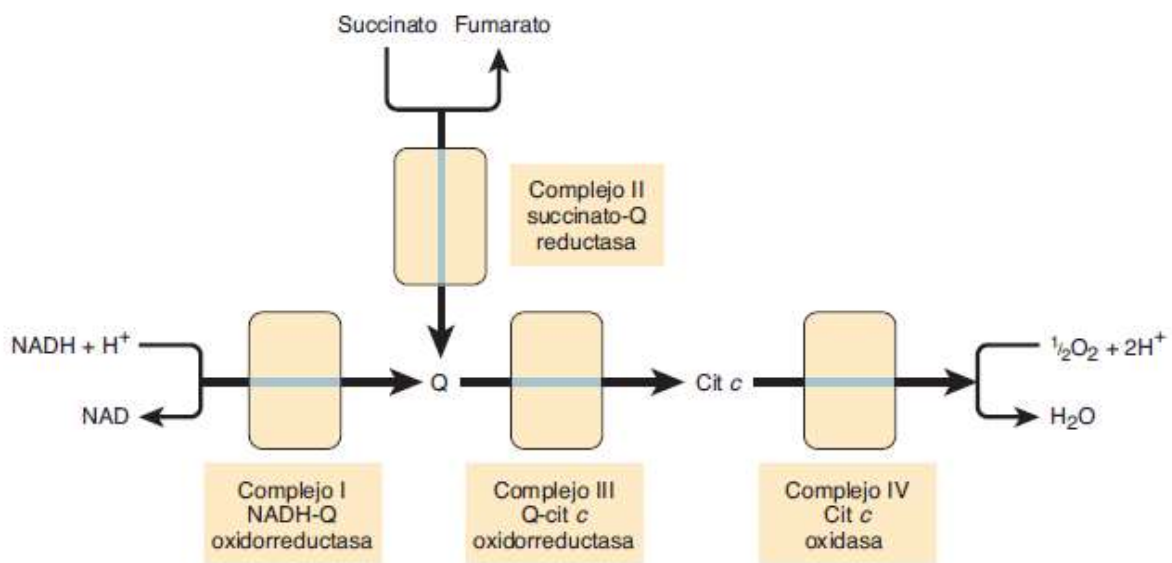 Succinato Fumarato
Complejo II
succinato-Q
reductasa
NADH + H⁺
NAD
Q
Cit c
½O₂ + 2H⁺
H₂O
Complejo I
NADH-Q
oxidorreductasa
Complejo III
Q-cit c
oxidorreductasa
Complejo IV
Cit c
oxidasa